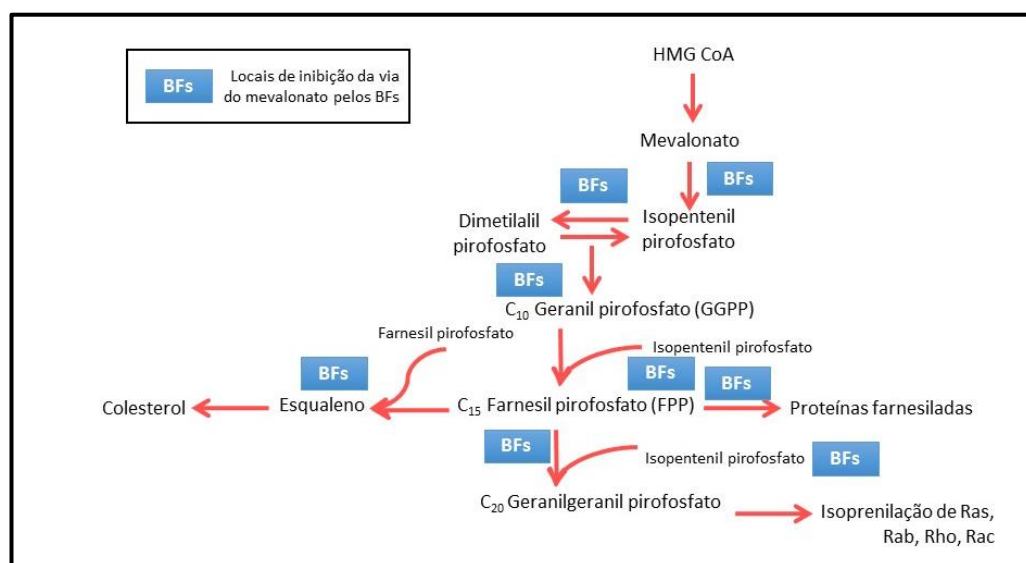 BFs
Locais de inibição da via
do mevalonato pelos BFs
HMG CoA
Mevalonato
BFs
BFs
Dimetilalil
pirofosfato
Isopentenil
pirofosfato
BFs
C₁₀ Geranil pirofosfato (GGPP)
Farnesil pirofosfato
Isopentenil pirofosfato
BFs
BFs
BFs
Colesterol
Esqualeno
C₁₅ Farnesil pirofosfato (FPP)
Proteínas farnesiladas
BFs
Isopentenil pirofosfato
BFs
C₂₀ Geranilgeranil pirofosfato
Isoprenilação de Ras,
Rab, Rho, Rac